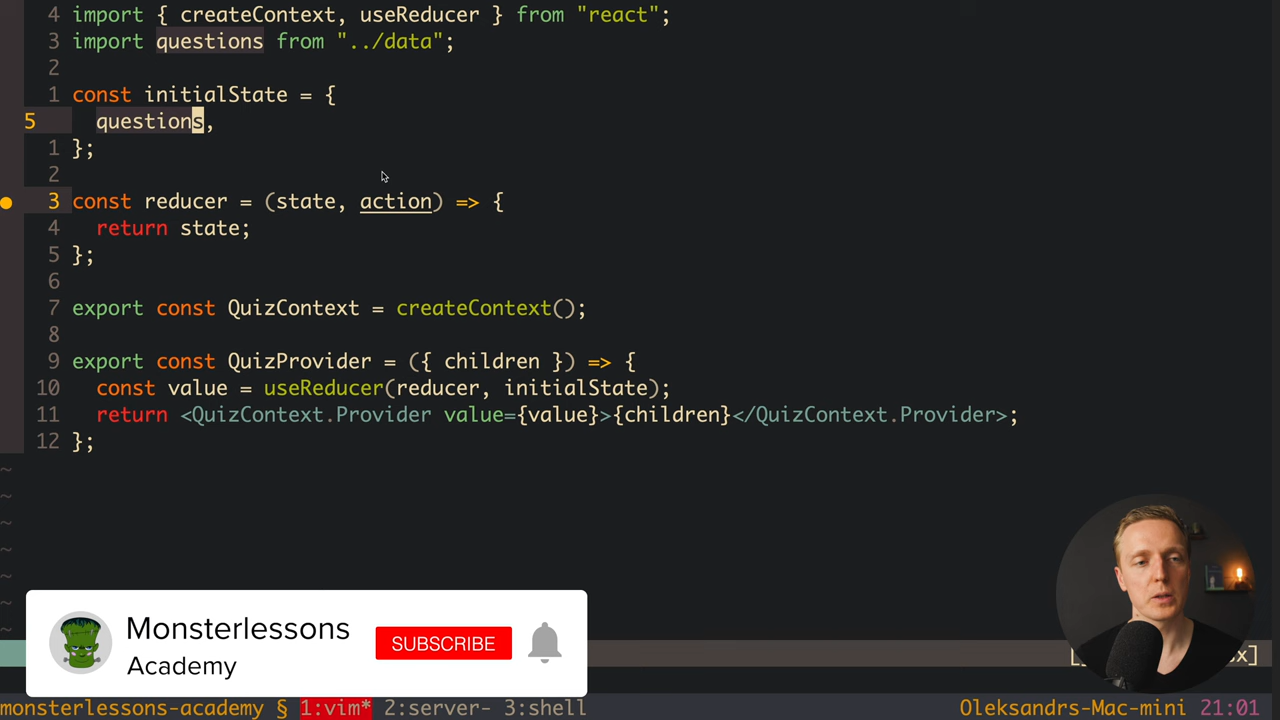 4 import { createContext, useReducer } from "react";
3 import questions from "../data";
2
1 const initialState = {
5 questions,
1 };
2
3 const reducer = (state, action) => {
4 return state;
5 };
6
7 export const QuizContext = createContext();
8
9 export const QuizProvider = ({ children }) => {
10 const value = useReducer(reducer, initialState);
11 return <QuizContext.Provider value={value}>{children}</QuizContext.Provider>;
12 };
~
~
~
~
~
~
~
Monsterlessons
Academy
SUBSCRIBE
monsterlessons-academy § 1:vim* 2:server- 3:shell Oleksandrs-Mac-mini 21:01